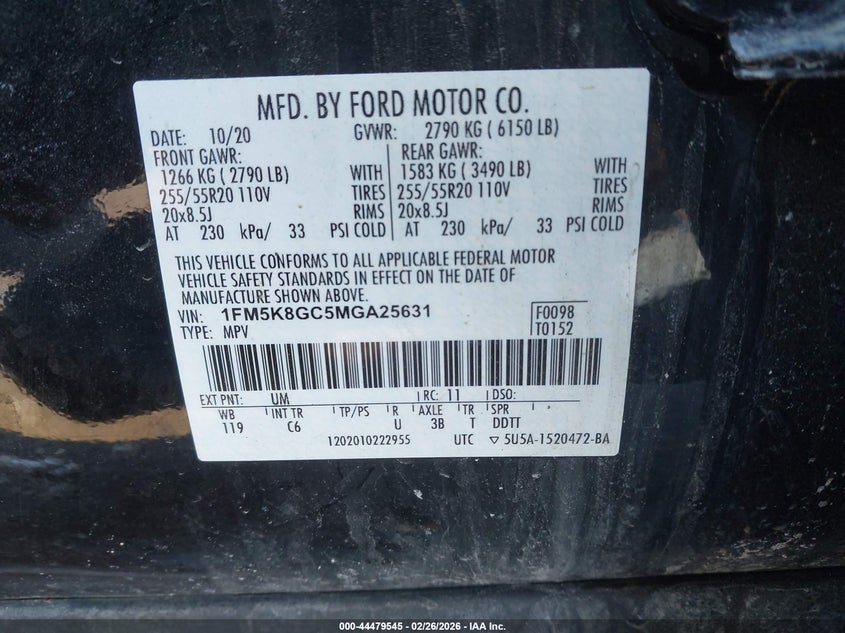 MFD. BY FORD MOTOR CO.
DATE: 10/20 GVWR: 2790 KG ( 6150 LB)
FRONT GAWR: REAR GAWR:
1266 KG ( 2790 LB) WITH 1583 KG ( 3490 LB) WITH
255/55R20 110V TIRES 255/55R20 110V TIRES
20x8.5J RIMS 20x8.5J RIMS
AT 230 kPa/ 33 PSI COLD AT 230 kPa/ 33 PSI COLD
THIS VEHICLE CONFORMS TO ALL APPLICABLE FEDERAL MOTOR
VEHICLE SAFETY STANDARDS IN EFFECT ON THE DATE OF
MANUFACTURE SHOWN ABOVE.
VIN: 1FM5K8GC5MGA25631 F0098
TYPE: MPV T0152
EXT PNT: UM RC: 11 DSO:
WB INT TR TP/PS R AXLE TR SPR
119 C6 U 3B T DDTT
1202010222955 UTC ▽ 5U5A-1520472-BA
000-44479545 | 02/26/2026 – IAA Inc.